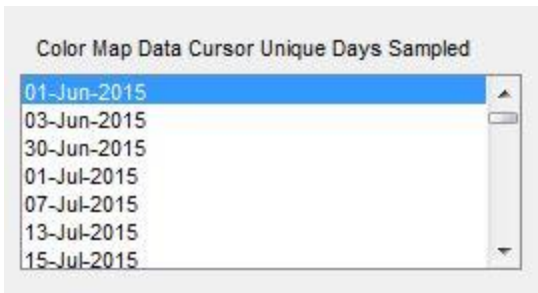 Color Map Data Cursor Unique Days Sampled
01-Jun-2015
03-Jun-2015
30-Jun-2015
01-Jul-2015
07-Jul-2015
13-Jul-2015
15-Jul-2015